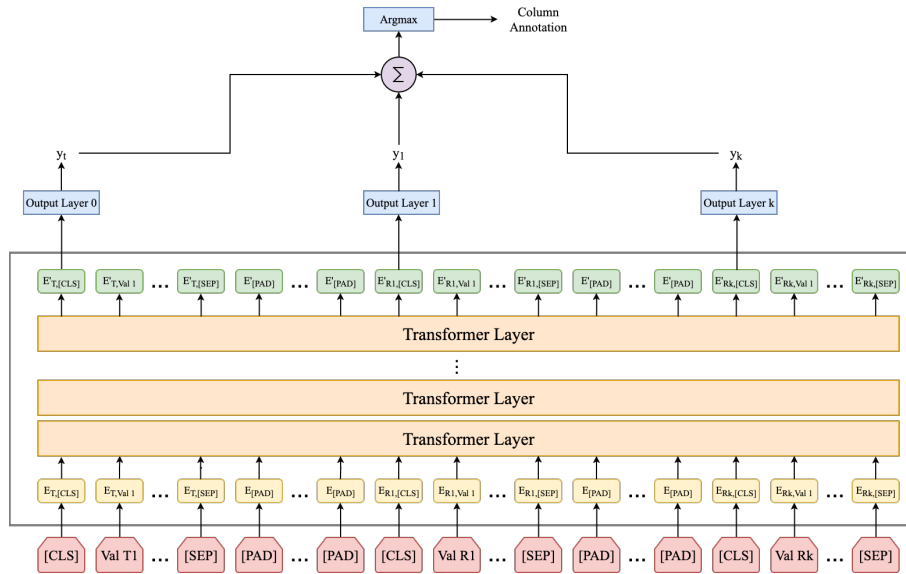 Argmax
Column
Annotation
Σ
yt
y1
yk
Output Layer 0
Output Layer 1
Output Layer k
E'T,[CLS] E'T,Val 1 ... E'T,[SEP] E'[PAD] ... E'[PAD] E'R1,[CLS] E'R1,Val 1 ... E'R1,[SEP] E'[PAD] ... E'[PAD] E'Rk,[CLS] E'Rk,Val 1 ... E'Rk,[SEP]
Transformer Layer
⋮
Transformer Layer
Transformer Layer
ET,[CLS] ET,Val 1 ... ET,[SEP] E[PAD] ... E[PAD] ER1,[CLS] ER1,Val 1 ... ER1,[SEP] E[PAD] ... E[PAD] ERk,[CLS] ERk,Val 1 ... ERk,[SEP]
[CLS] Val T1 ... [SEP] [PAD] ... [PAD] [CLS] Val R1 ... [SEP] [PAD] ... [PAD] [CLS] Val Rk ... [SEP]